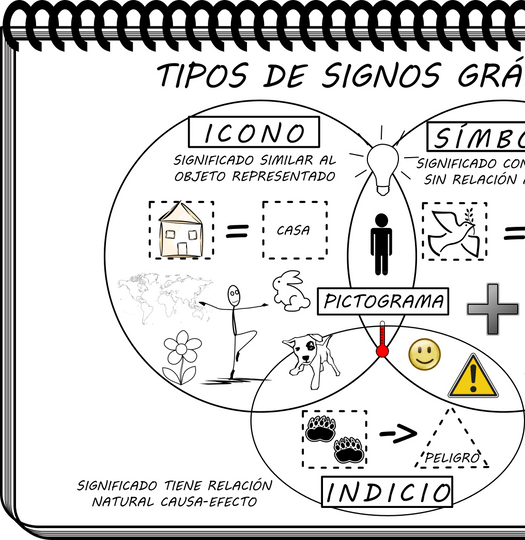 TIPOS DE SIGNOS GRÁ
ICONO
SIGNIFICADO SIMILAR AL
OBJETO REPRESENTADO
CASA
SÍMBO
SIGNIFICADO CON
SIN RELACIÓN
PICTOGRAMA
PELIGRO
INDICIO
SIGNIFICADO TIENE RELACIÓN
NATURAL CAUSA-EFECTO